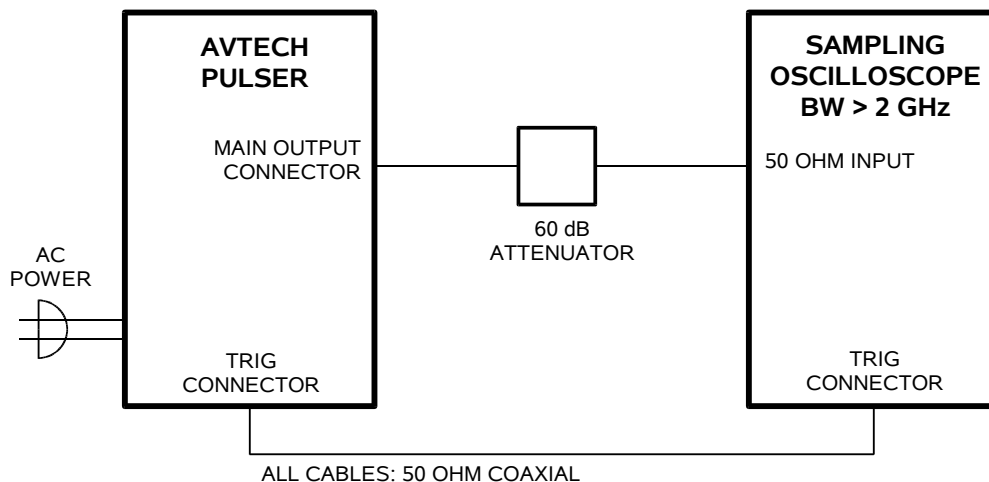 AVTECH
PULSER
MAIN OUTPUT
CONNECTOR
AC
POWER
TRIG
CONNECTOR
60 dB
ATTENUATOR
SAMPLING
OSCILLOSCOPE
BW > 2 GHz
50 OHM INPUT
TRIG
CONNECTOR
ALL CABLES: 50 OHM COAXIAL